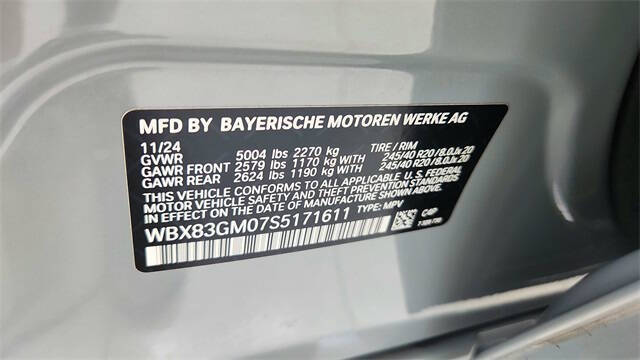 MFD BY BAYERISCHE MOTOREN WERKE AG
11/24 TIRE / RIM
GVWR 5004 lbs 2270 kg
GAWR FRONT 2579 lbs 1170 kg WITH 245/40 R20 / 8.0Jx20
GAWR REAR 2624 lbs 1190 kg WITH 245/40 R20 / 8.0Jx20
THIS VEHICLE CONFORMS TO ALL APPLICABLE U.S. FEDERAL
MOTOR VEHICLE SAFETY STANDARDS IN EFFECT ON THE DATE OF
MANUFACTURE SHOWN ABOVE.
WBX83GM07S5171611 TYPE: MPV
C4P